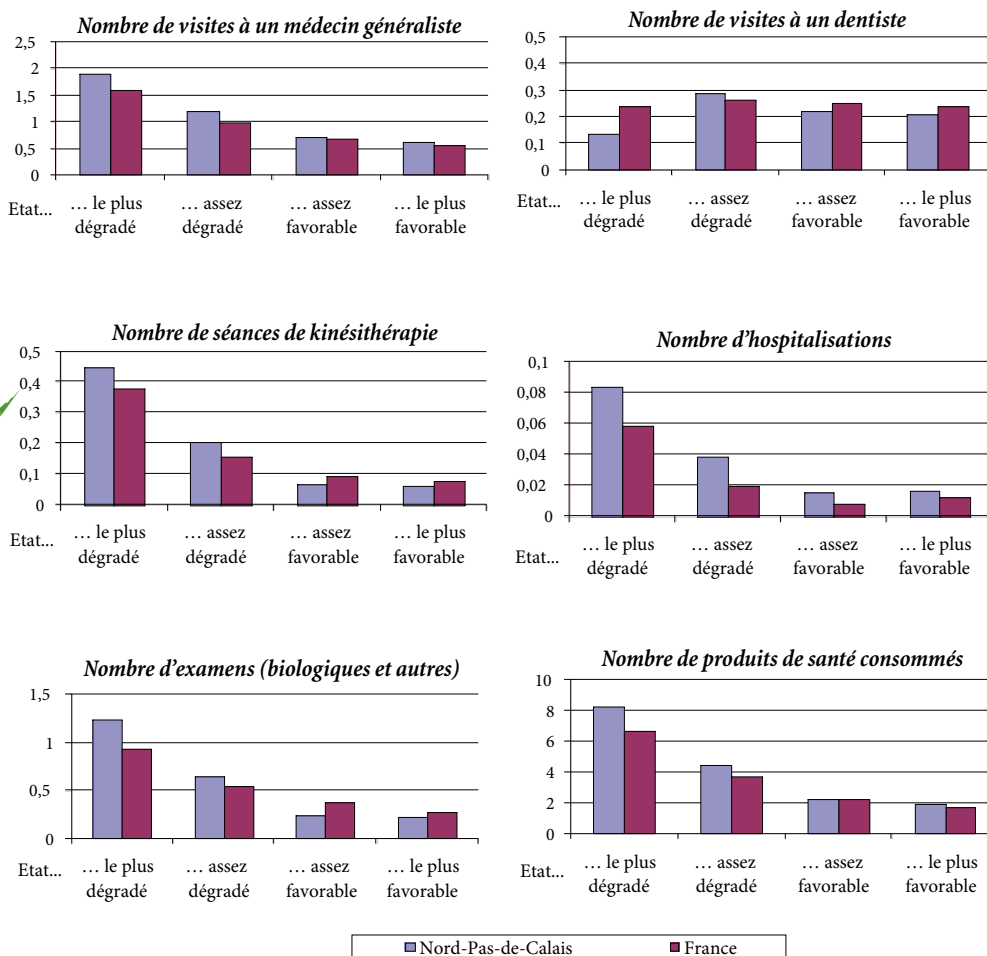 Nombre de visites à un médecin généraliste
2,5
2
1,5
1
0,5
0
Etat...
… le plus dégradé
… assez dégradé
… assez favorable
… le plus favorable
Nombre de visites à un dentiste
0,5
0,4
0,3
0,2
0,1
0
Etat...
… le plus dégradé
… assez dégradé
… assez favorable
… le plus favorable
Nombre de séances de kinésithérapie
0,5
0,4
0,3
0,2
0,1
0
Etat...
… le plus dégradé
… assez dégradé
… assez favorable
… le plus favorable
Nombre d’hospitalisations
0,1
0,08
0,06
0,04
0,02
0
Etat...
… le plus dégradé
… assez dégradé
… assez favorable
… le plus favorable
Nombre d'examens (biologiques et autres)
1,5
1
0,5
0
Etat...
… le plus dégradé
… assez dégradé
… assez favorable
… le plus favorable
Nombre de produits de santé consommés
10
8
6
4
2
0
Etat...
… le plus dégradé
… assez dégradé
… assez favorable
… le plus favorable
Nord-Pas-de-Calais
France